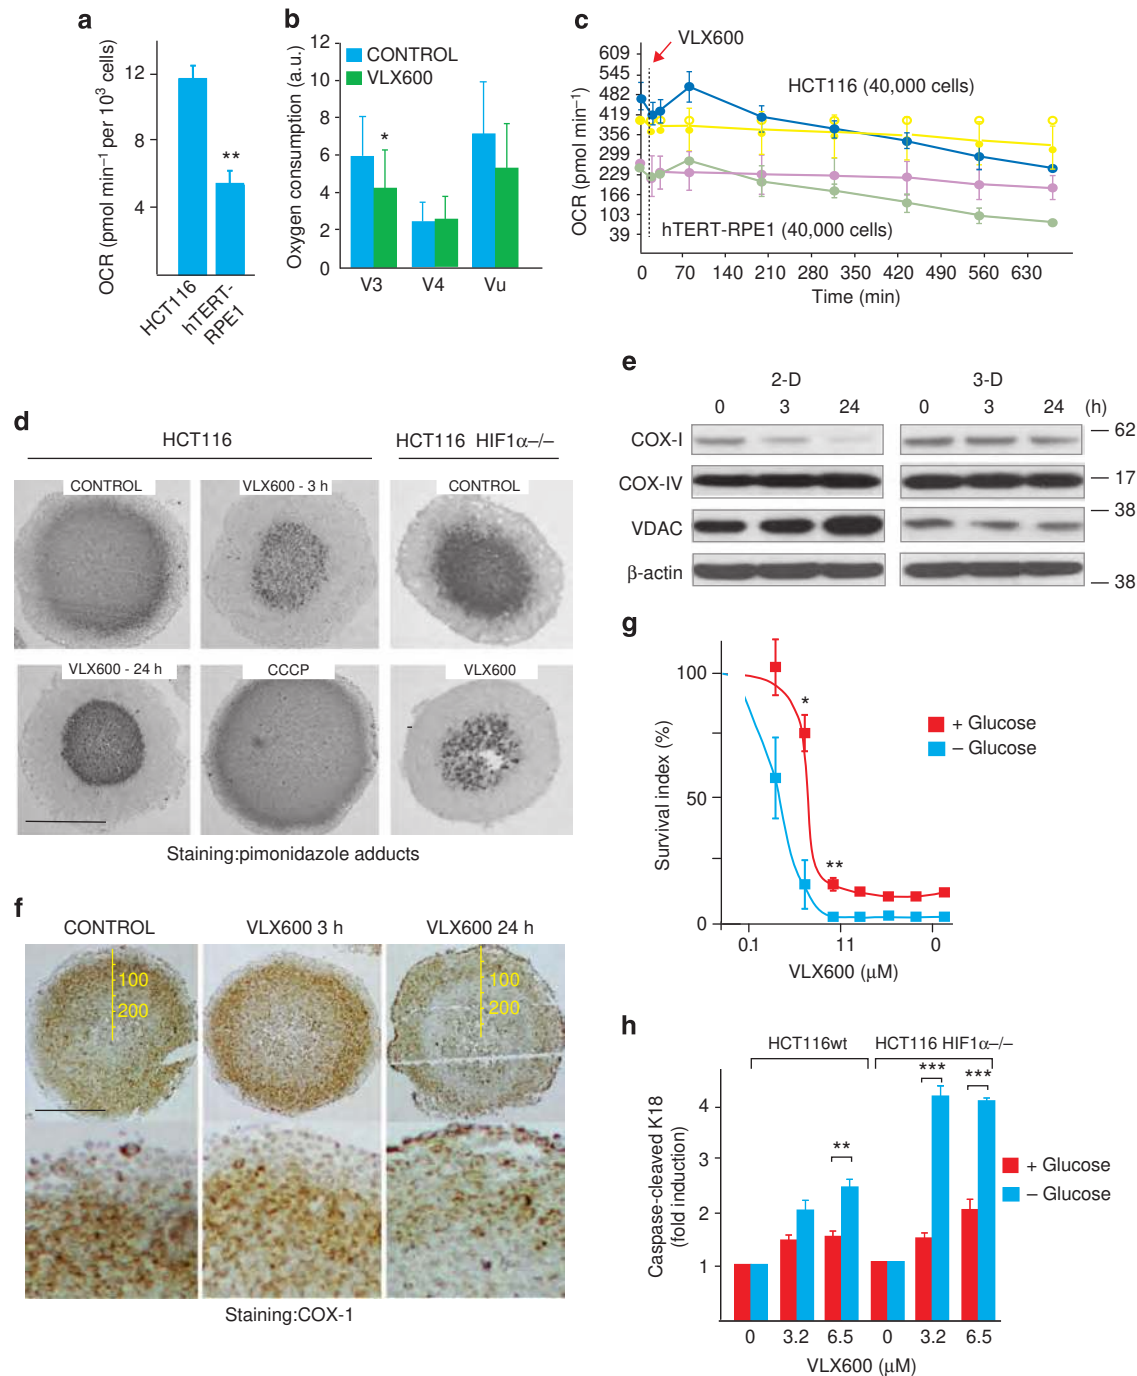 a
OCR (pmol min−1 per 10³ cells)
12
8
4
**
HCT116
hTERT-
RPE1
b
Oxygen consumption (a.u.)
12
10
8
6
4
2
0
CONTROL
VLX600
*
V3
V4
Vu
c
VLX600
OCR (pmol min⁻¹)
609
545
482
419
356
299
229
166
103
39
HCT116 (40,000 cells)
hTERT-RPE1 (40,000 cells)
0 70 140 210 280 350 420 490 560 630
Time (min)
d
HCT116
HCT116 HIF1α−/−
CONTROL
VLX600 - 3 h
CONTROL
VLX600 - 24 h
CCCP
VLX600
Staining:pimonidazole adducts
e
2-D
3-D
0 3 24 0 3 24 (h)
COX-I
62
COX-IV
17
38
VDAC
β-actin
38
f
CONTROL
VLX600 3 h
VLX600 24 h
100
200
100
200
Staining:COX-1
g
Survival index (%)
100
50
0
*
**
+ Glucose
– Glucose
0.1
11
0
VLX600 (μM)
h
HCT116wt
HCT116 HIF1α−/−
Caspase-cleaved K18
(fold induction)
4
3
2
1
**
***
***
+ Glucose
– Glucose
0 3.2 6.5 0 3.2 6.5
VLX600 (μM)